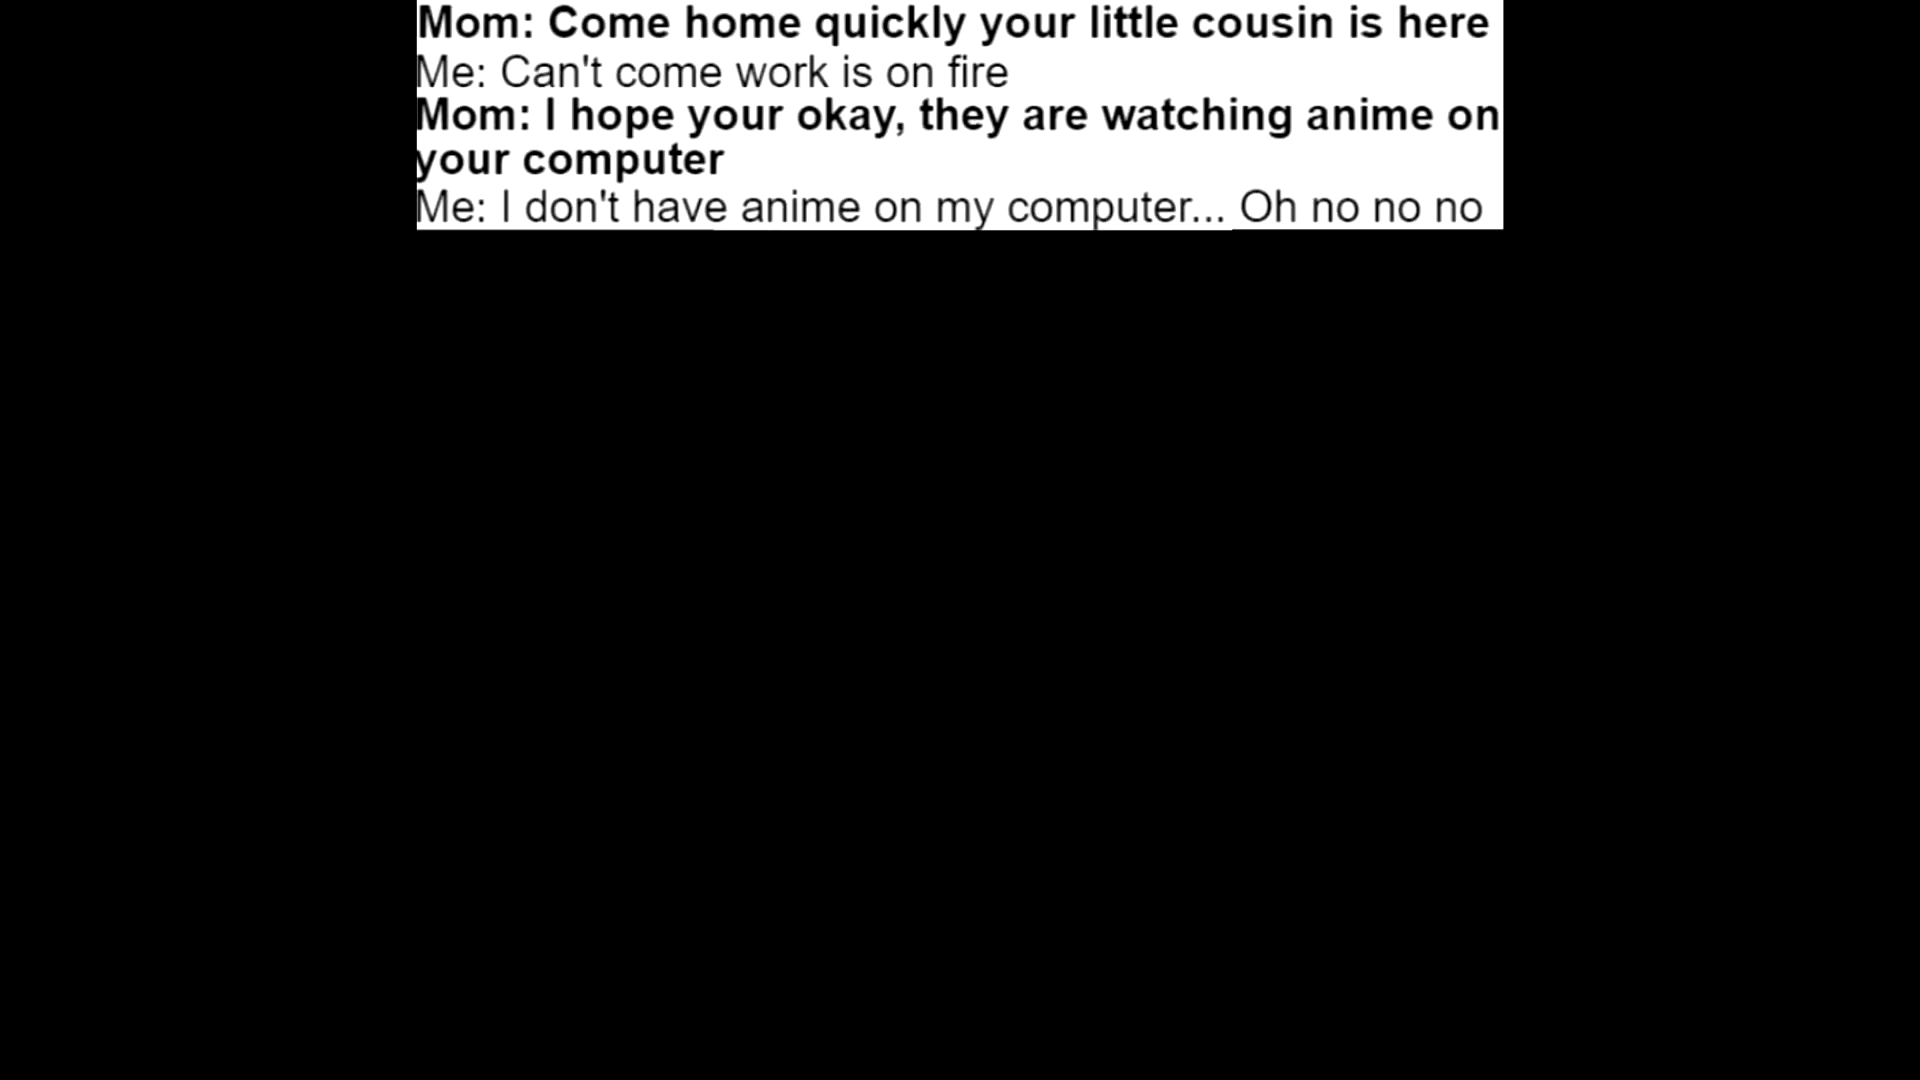 Mom: Come home quickly your little cousin is here
Me: Can't come work is on fire
Mom: I hope your okay, they are watching anime on
your computer
Me: I don't have anime on my computer... Oh no no no